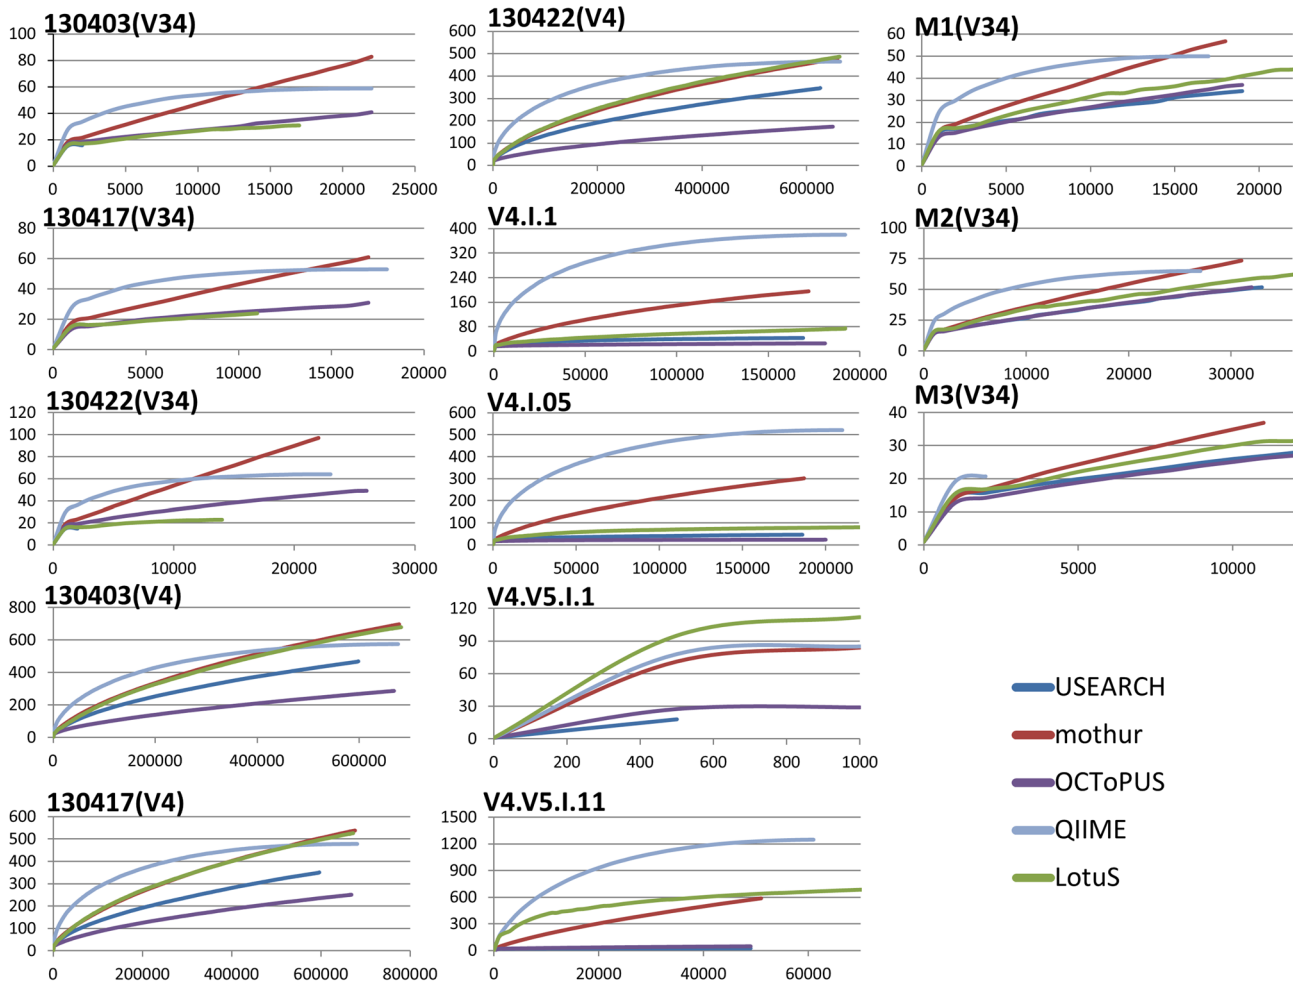 130403(V34)
100
80
60
40
20
0
0 5000 10000 15000 20000 25000
130417(V34)
80
60
40
20
0
0 5000 10000 15000 20000
130422(V34)
120
100
80
60
40
20
0
0 10000 20000 30000
130403(V4)
800
600
400
200
0
0 200000 400000 600000
130417(V4)
600
500
400
300
200
100
0
0 200000 400000 600000 800000
130422(V4)
600
500
400
300
200
100
0
0 200000 400000 600000
V4.I.1
400
320
240
160
80
0
0 50000 100000 150000 200000
V4.I.05
600
500
400
300
200
100
0
0 50000 100000 150000 200000
V4.V5.I.1
120
90
60
30
0
0 200 400 600 800 1000
V4.V5.I.11
1500
1200
900
600
300
0
0 20000 40000 60000
M1(V34)
60
50
40
30
20
10
0
0 5000 10000 15000 20000
M2(V34)
100
75
50
25
0
0 10000 20000 30000
M3(V34)
40
30
20
10
0
0 5000 10000
USEARCH
mothur
OCToPUS
QIIME
LotuS